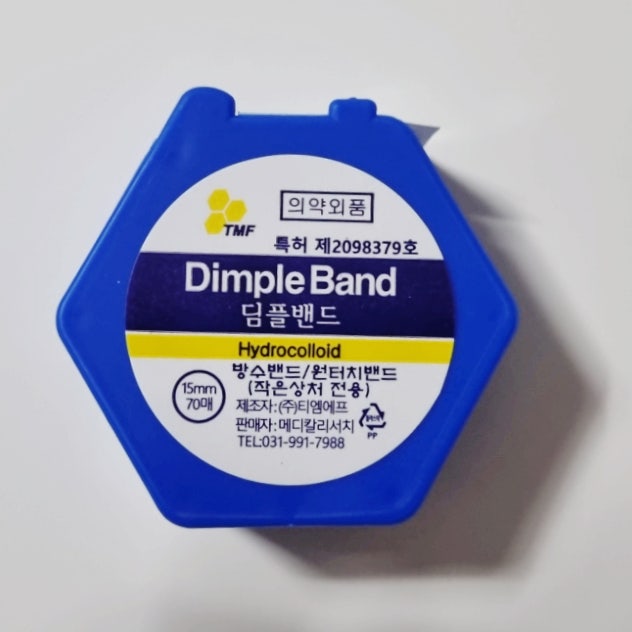 TMF
의약외품
특허 제2098379호
Dimple Band
딤플밴드
Hydrocolloid
방수밴드/원터치밴드
(작은상처 전용)
15mm
70매
제조자:(주)티엠에프
판매자:메디칼리서치
TEL:031-991-7988
PP